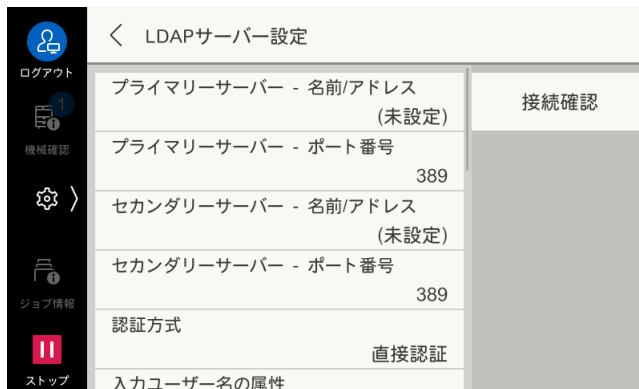 ログアウト
1
機械確認
ジョブ情報
ストップ
LDAPサーバー設定
プライマリーサーバー - 名前/アドレス
(未設定)
プライマリーサーバー - ポート番号
389
セカンダリーサーバー - 名前/アドレス
(未設定)
セカンダリーサーバー - ポート番号
389
認証方式
直接認証
入力ユーザー名の属性
接続確認